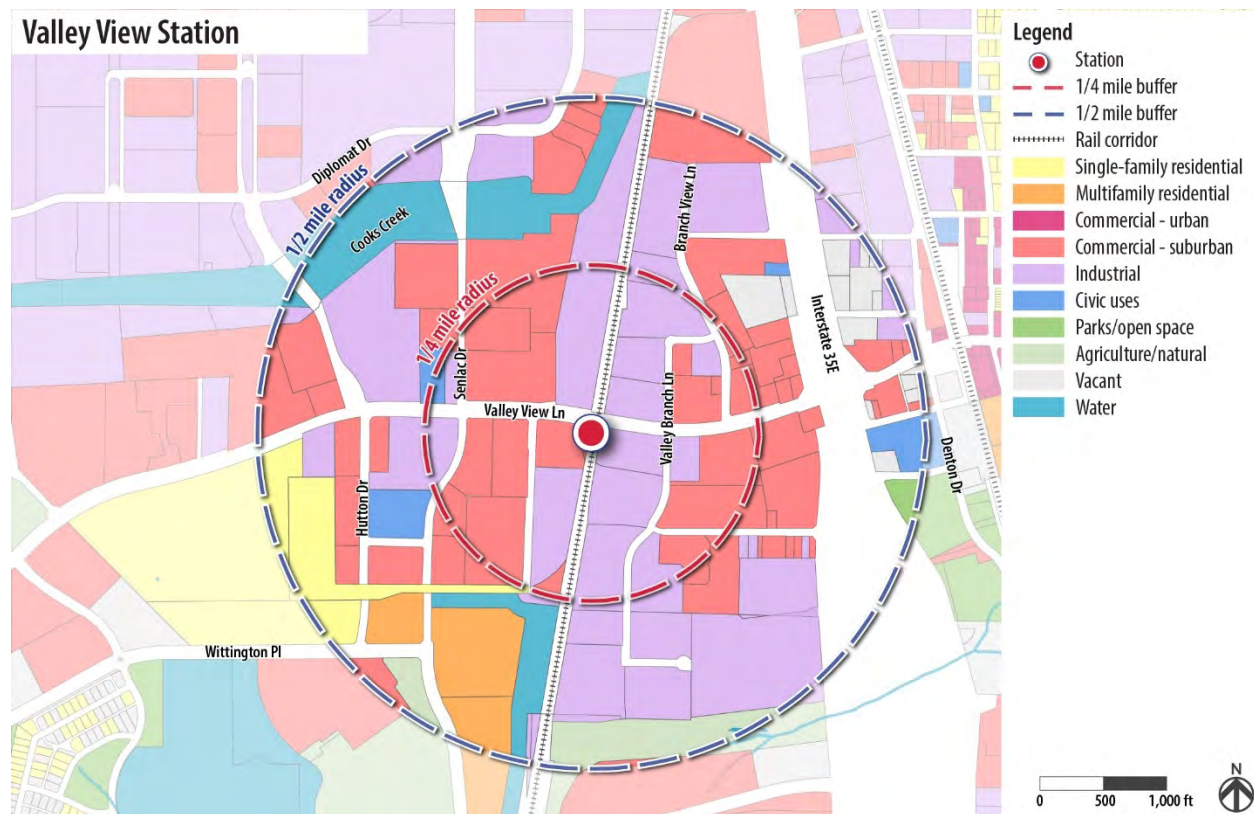 Valley View Station
Legend
Station
1/4 mile buffer
1/2 mile buffer
Rail corridor
Single-family residential
Multifamily residential
Commercial - urban
Commercial - suburban
Industrial
Civic uses
Parks/open space
Agriculture/natural
Vacant
Water
Diplomat Dr
1/2 mile radius
Cooks Creek
Branch View Ln
1/4 mile radius
Senlac Dr
Interstate 35E
Valley View Ln
Valley Branch Ln
Denton Dr
Hutton Dr
Wittington Pl
N
0 500 1,000 ft